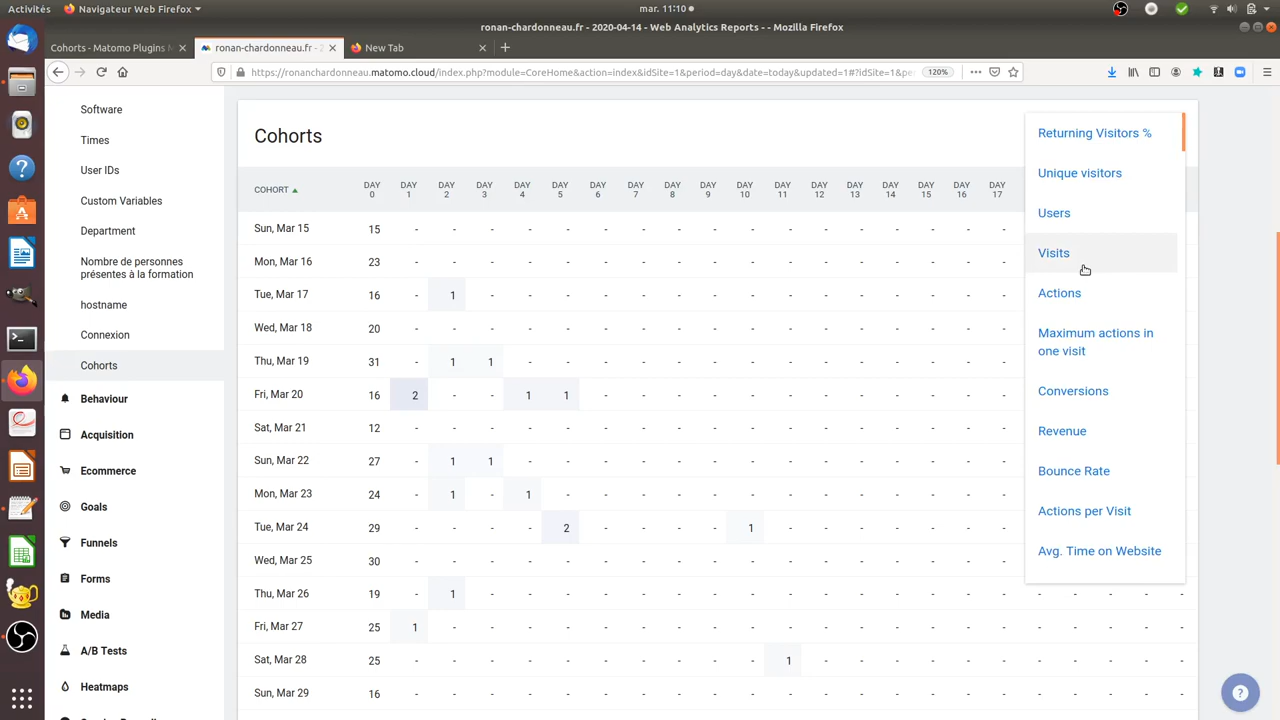 Activités Navigateur Web Firefox mar. 11:10
ronan-chardonneau.fr - 2020-04-14 - Web Analytics Reports - - Mozilla Firefox
Cohorts - Matomo Plugins M ronan-chardonneau.fr - 2 New Tab
https://ronanchardonneau.matomo.cloud/index.php?module=CoreHome&action=index&idSite=1&period=day&date=today&updated=1#?idSite=1&pe 120%
Software
Times
User IDs
Custom Variables
Department
Nombre de personnes
présentes à la formation
hostname
Connexion
Cohorts
Behaviour
Acquisition
Ecommerce
Goals
Funnels
Forms
Media
A/B Tests
Heatmaps
Cohorts
COHORT DAY 0 DAY 1 DAY 2 DAY 3 DAY 4 DAY 5 DAY 6 DAY 7 DAY 8 DAY 9 DAY 10 DAY 11 DAY 12 DAY 13 DAY 14 DAY 15 DAY 16 DAY 17
Sun, Mar 15 15 - - - - - - - - - - - - - - - - -
Mon, Mar 16 23 - - - - - - - - - - - - - - - - -
Tue, Mar 17 16 - 1 - - - - - - - - - - - - - - -
Wed, Mar 18 20 - - - - - - - - - - - - - - - - -
Thu, Mar 19 31 - 1 1 - - - - - - - - - - - - - -
Fri, Mar 20 16 2 - - 1 1 - - - - - - - - - - - -
Sat, Mar 21 12 - - - - - - - - - - - - - - - - -
Sun, Mar 22 27 - 1 1 - - - - - - - - - - - - - -
Mon, Mar 23 24 - 1 - 1 - - - - - - - - - - - - -
Tue, Mar 24 29 - - - - 2 - - - - 1 - - - - - - -
Wed, Mar 25 30 - - - - - - - - - - - - - - - - -
Thu, Mar 26 19 - 1 - - - - - - - - - - - - - - - - - - - -
Fri, Mar 27 25 1 - - - - - - - - - - - - - - - - - - - - -
Sat, Mar 28 25 - - - - - - - - - - 1 - - - - - - - - - - -
Sun, Mar 29 16 - - - - - - - - - - - - - - - - - - - - - -
Returning Visitors %
Unique visitors
Users
Visits
Actions
Maximum actions in
one visit
Conversions
Revenue
Bounce Rate
Actions per Visit
Avg. Time on Website